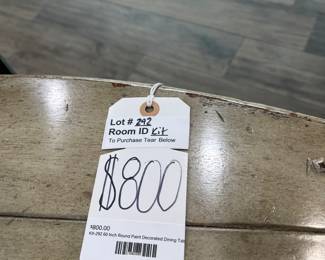 Lot # 292
Room ID Kit
To Purchase Tear Below
$800
$800.00
Kit-292 60 Inch Round Paint Decorated Dining Tab